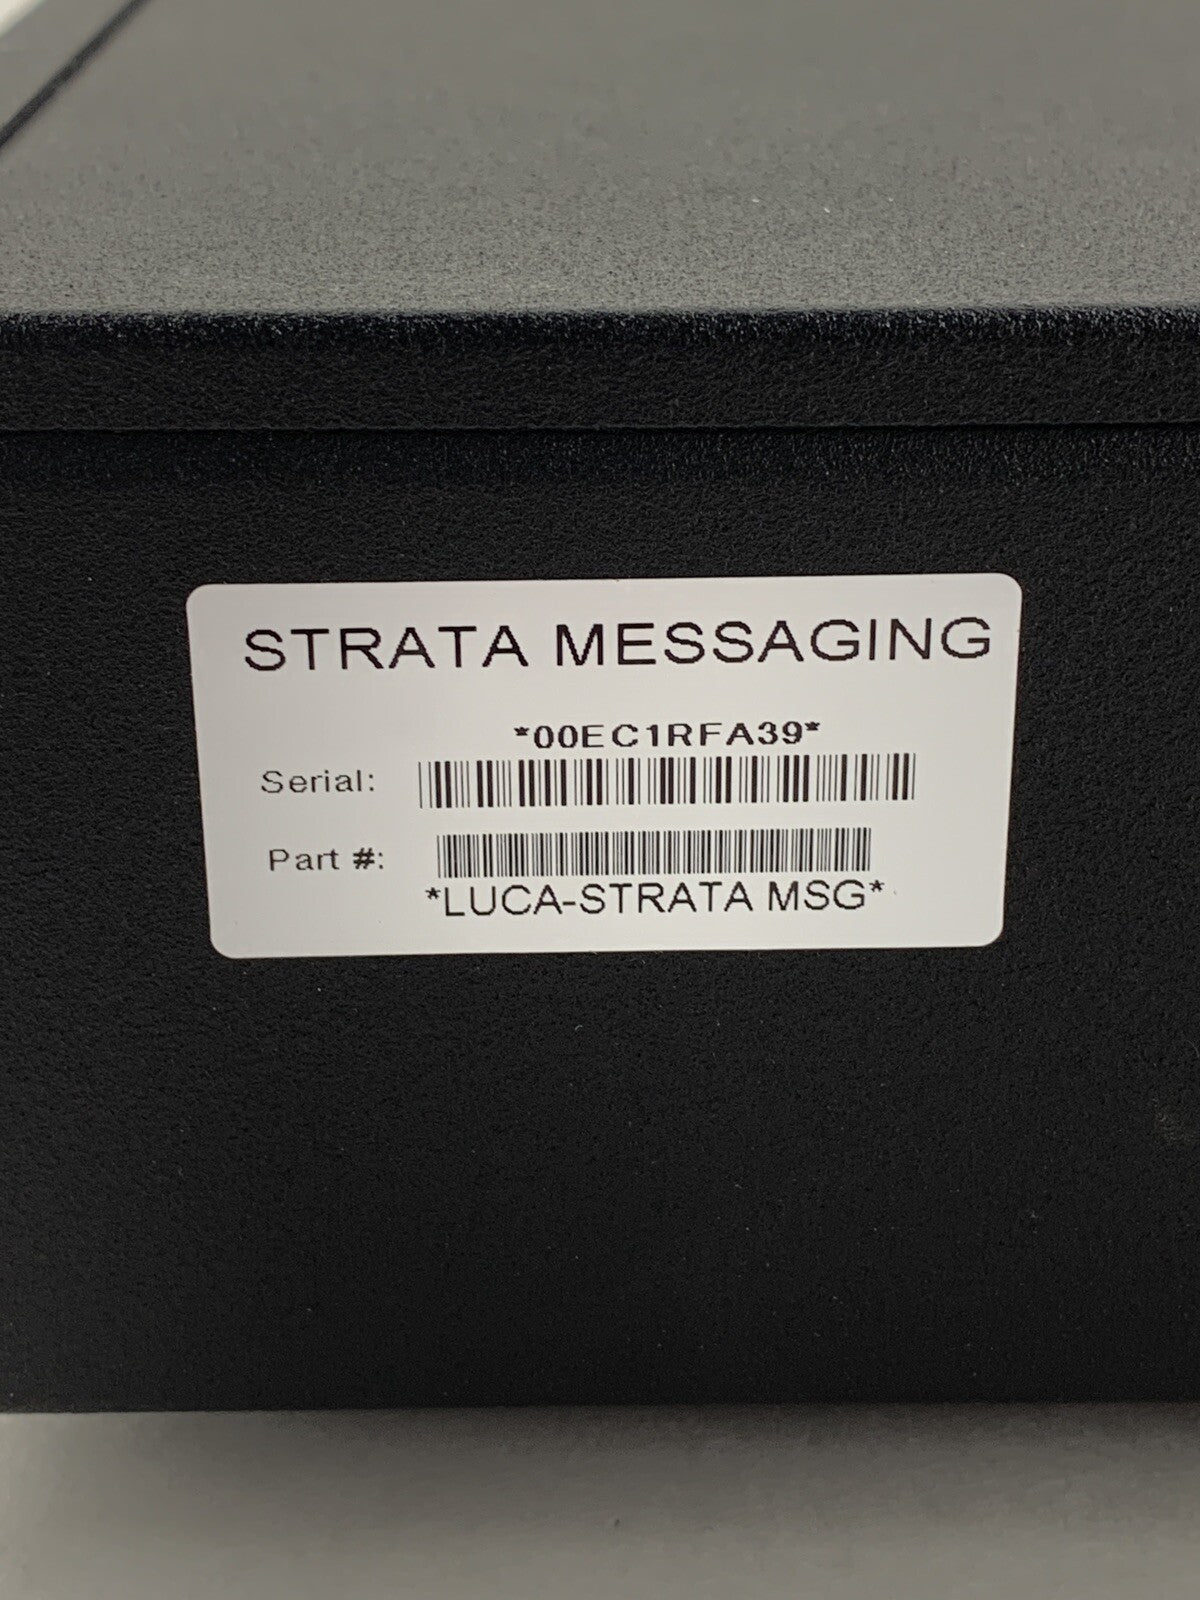 STRATA MESSAGING
*00EC1RFA39*
Serial:
Part #:
*LUCA-STRATA MSG*